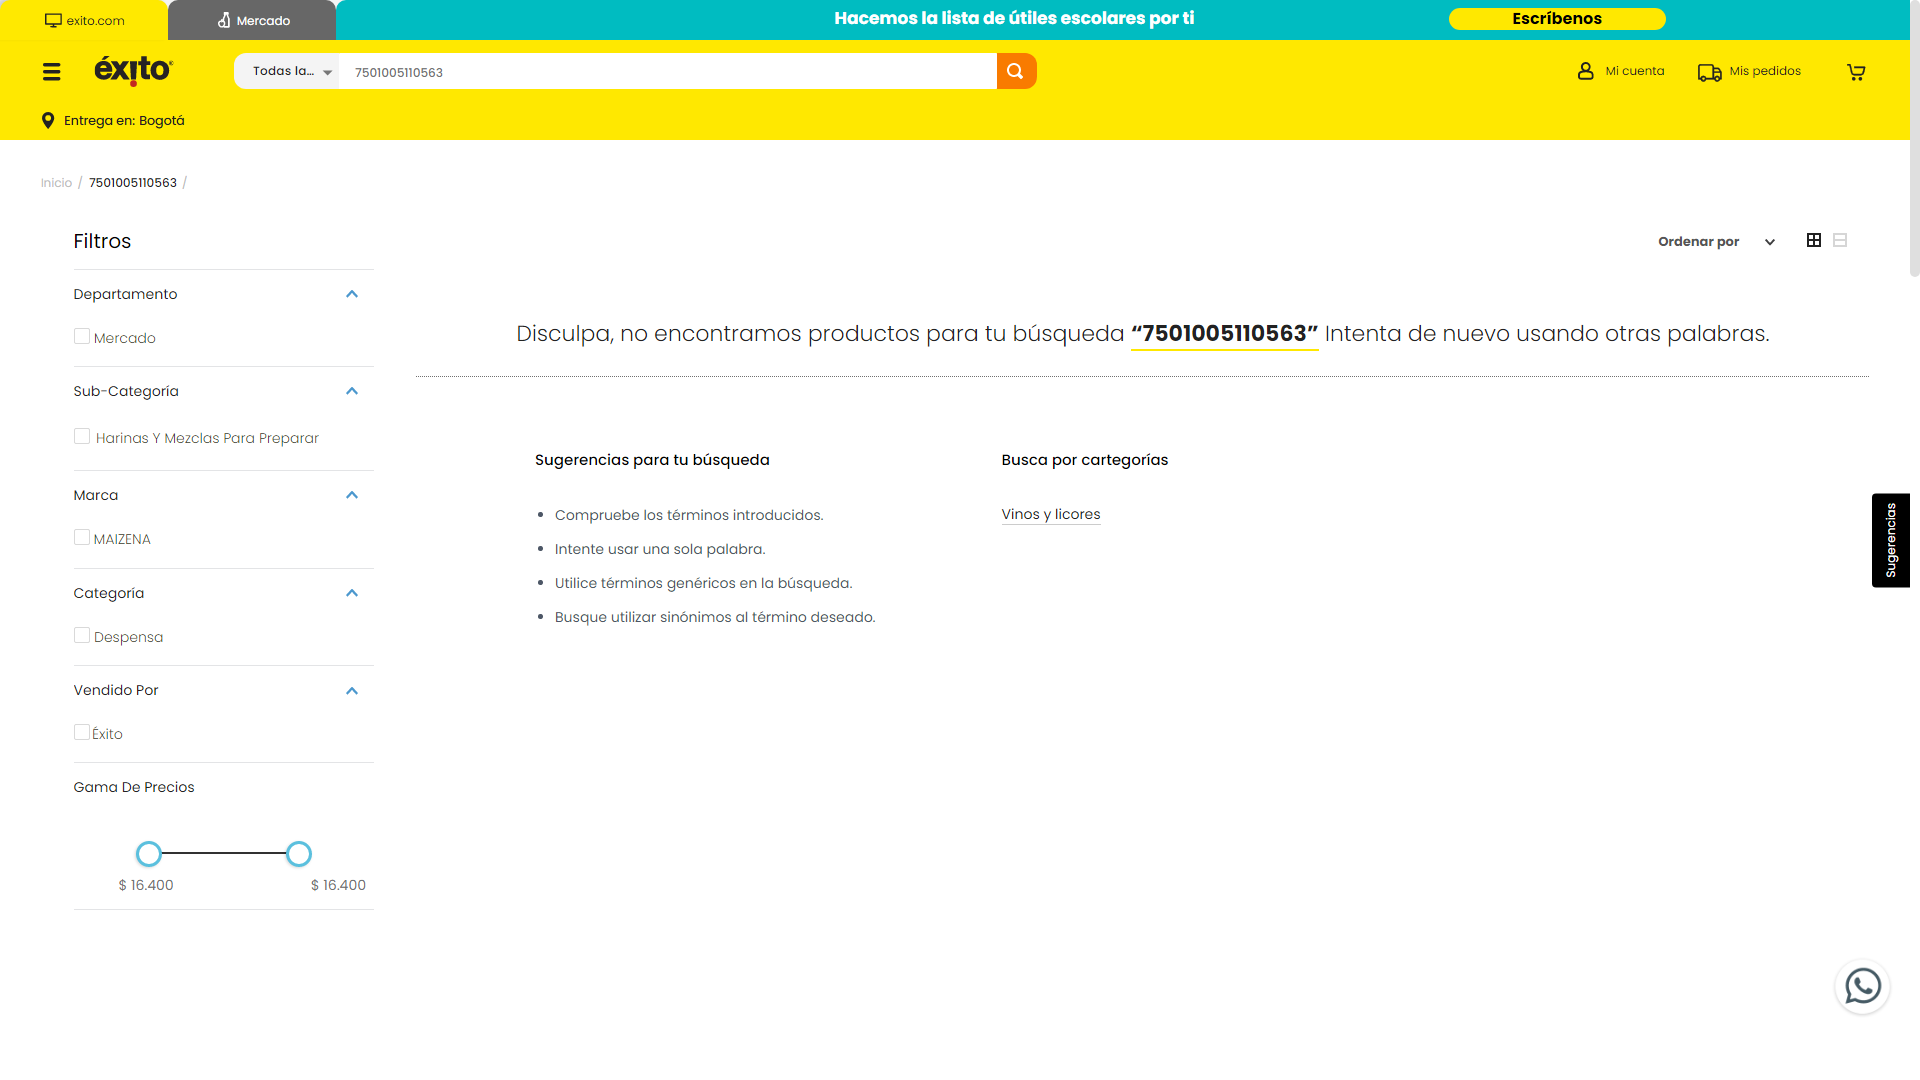 exito.com
Mercado
Hacemos la lista de útiles escolares por ti
Escríbenos
éxito
Todas la...
7501005110563
Mi cuenta
Mis pedidos
Entrega en: Bogotá
Inicio / 7501005110563 /
Filtros
Ordenar por
Departamento
Mercado
Sub-Categoría
Harinas Y Mezclas Para Preparar
Marca
MAIZENA
Categoría
Despensa
Vendido Por
Éxito
Gama De Precios
$ 16.400
$ 16.400
Disculpa, no encontramos productos para tu búsqueda “7501005110563” Intenta de nuevo usando otras palabras.
Sugerencias para tu búsqueda
Compruebe los términos introducidos.
Intente usar una sola palabra.
Utilice términos genéricos en la búsqueda.
Busque utilizar sinónimos al término deseado.
Busca por cartegorías
Vinos y licores
Sugerencias